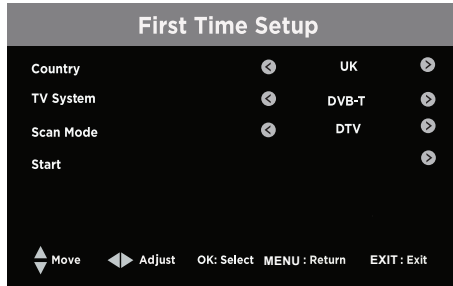 First Time Setup
Country UK
TV System DVB-T
Scan Mode DTV
Start
Move Adjust OK: Select MENU : Return EXIT : Exit